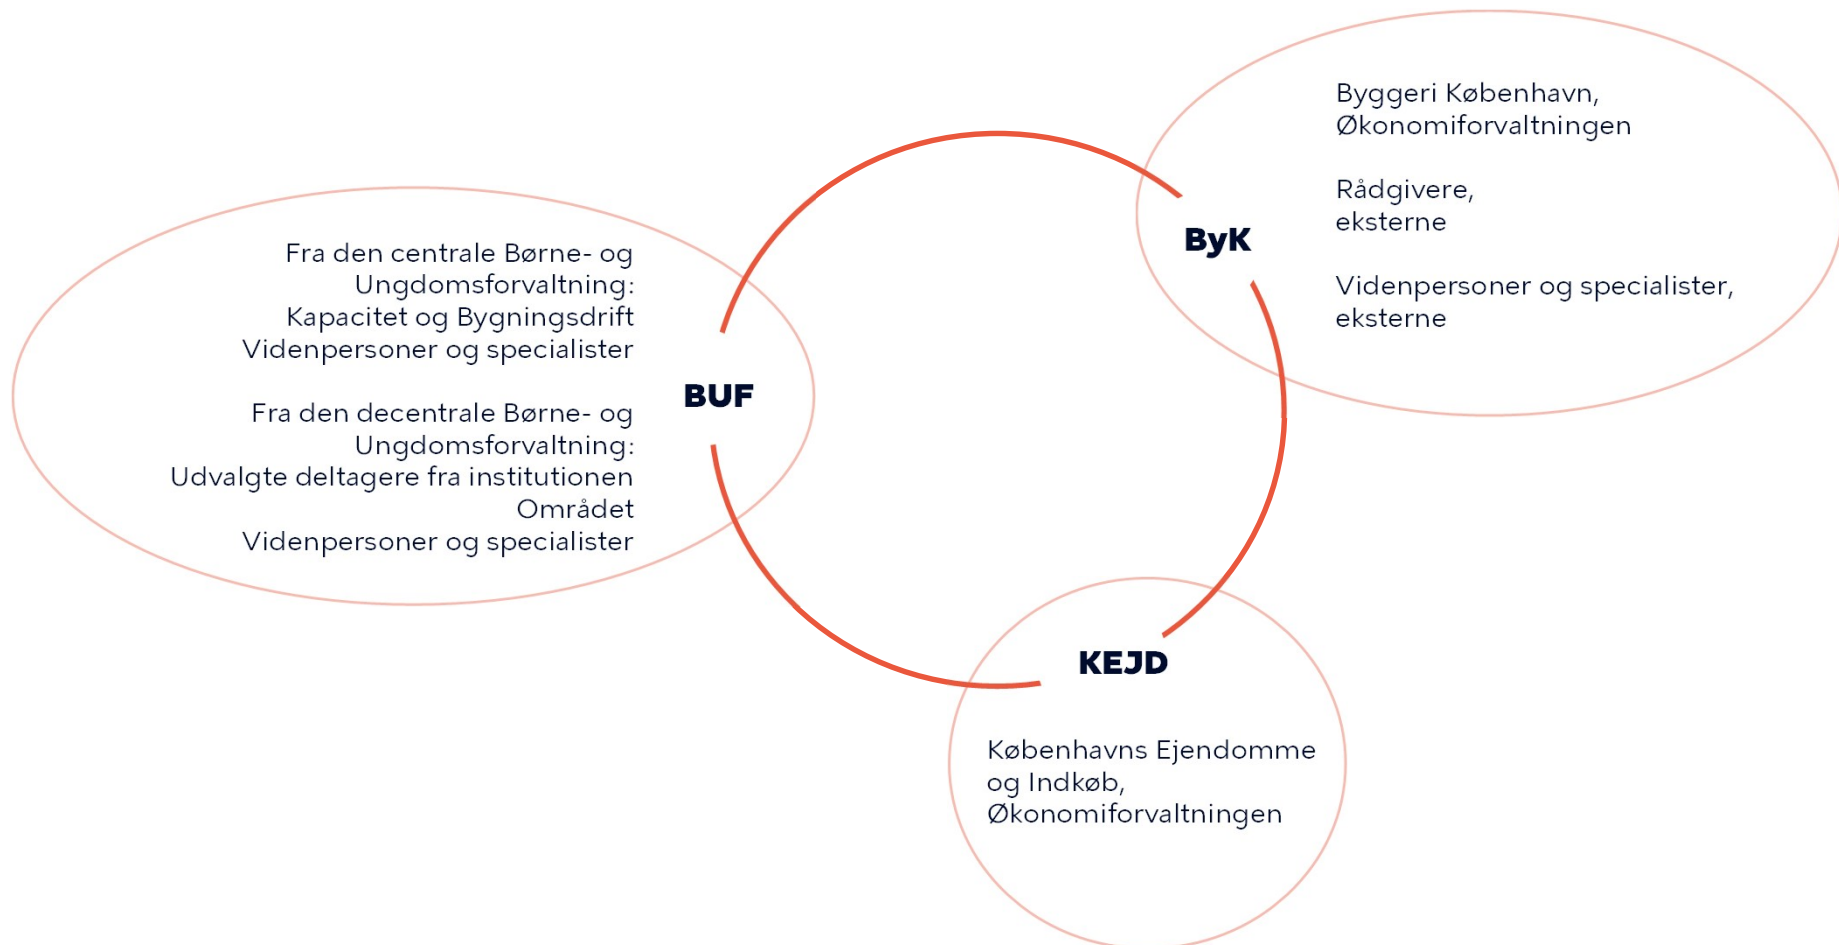 Fra den centrale Børne- og
Ungdomsforvaltning:
Kapacitet og Bygningsdrift
Videnpersoner og specialister
Fra den decentrale Børne- og
Ungdomsforvaltning:
Udvalgte deltagere fra institutionen
Området
Videnpersoner og specialister
BUF
ByK
Byggeri København,
Økonomiforvaltningen
Rådgivere,
eksterne
Videnpersoner og specialister,
eksterne
KEJD
Københavns Ejendomme
og Indkøb,
Økonomiforvaltningen